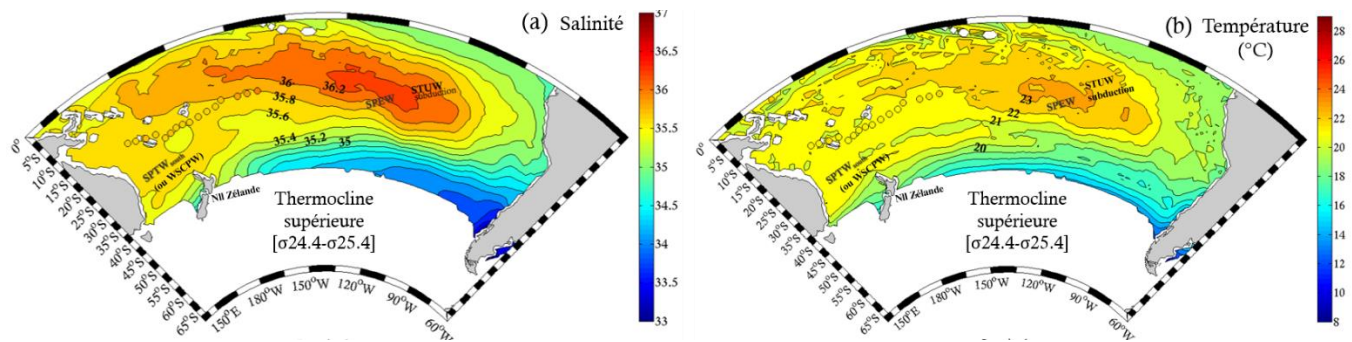 (a) Salinité
37
36.5
36
35.5
35
34.5
34
33.5
33
36
36.2
35.8
35.6
35.4 35.2 35
SPEW
STUW
subduction
SPTW south
(ou WSCPW)
Nll Zélande
Thermocline
supérieure
[σ24.4-σ25.4]
0°
5°S
10°S
15°S
20°S
25°S
30°S
35°S
40°S
45°S
50°S
55°S
60°S
65°S
150°E
180°W
150°W
120°W
90°W
60°W
(b) Température
(°C)
28
26
24
22
20
18
16
14
12
10
8
23
22
21
20
SPEW
STUW
subduction
SPTW south
(ou WSCPW)
Nll Zélande
Thermocline
supérieure
[σ24.4-σ25.4]
0°
5°S
10°S
15°S
20°S
25°S
30°S
35°S
40°S
45°S
50°S
55°S
60°S
65°S
150°E
180°W
150°W
120°W
90°W
60°W